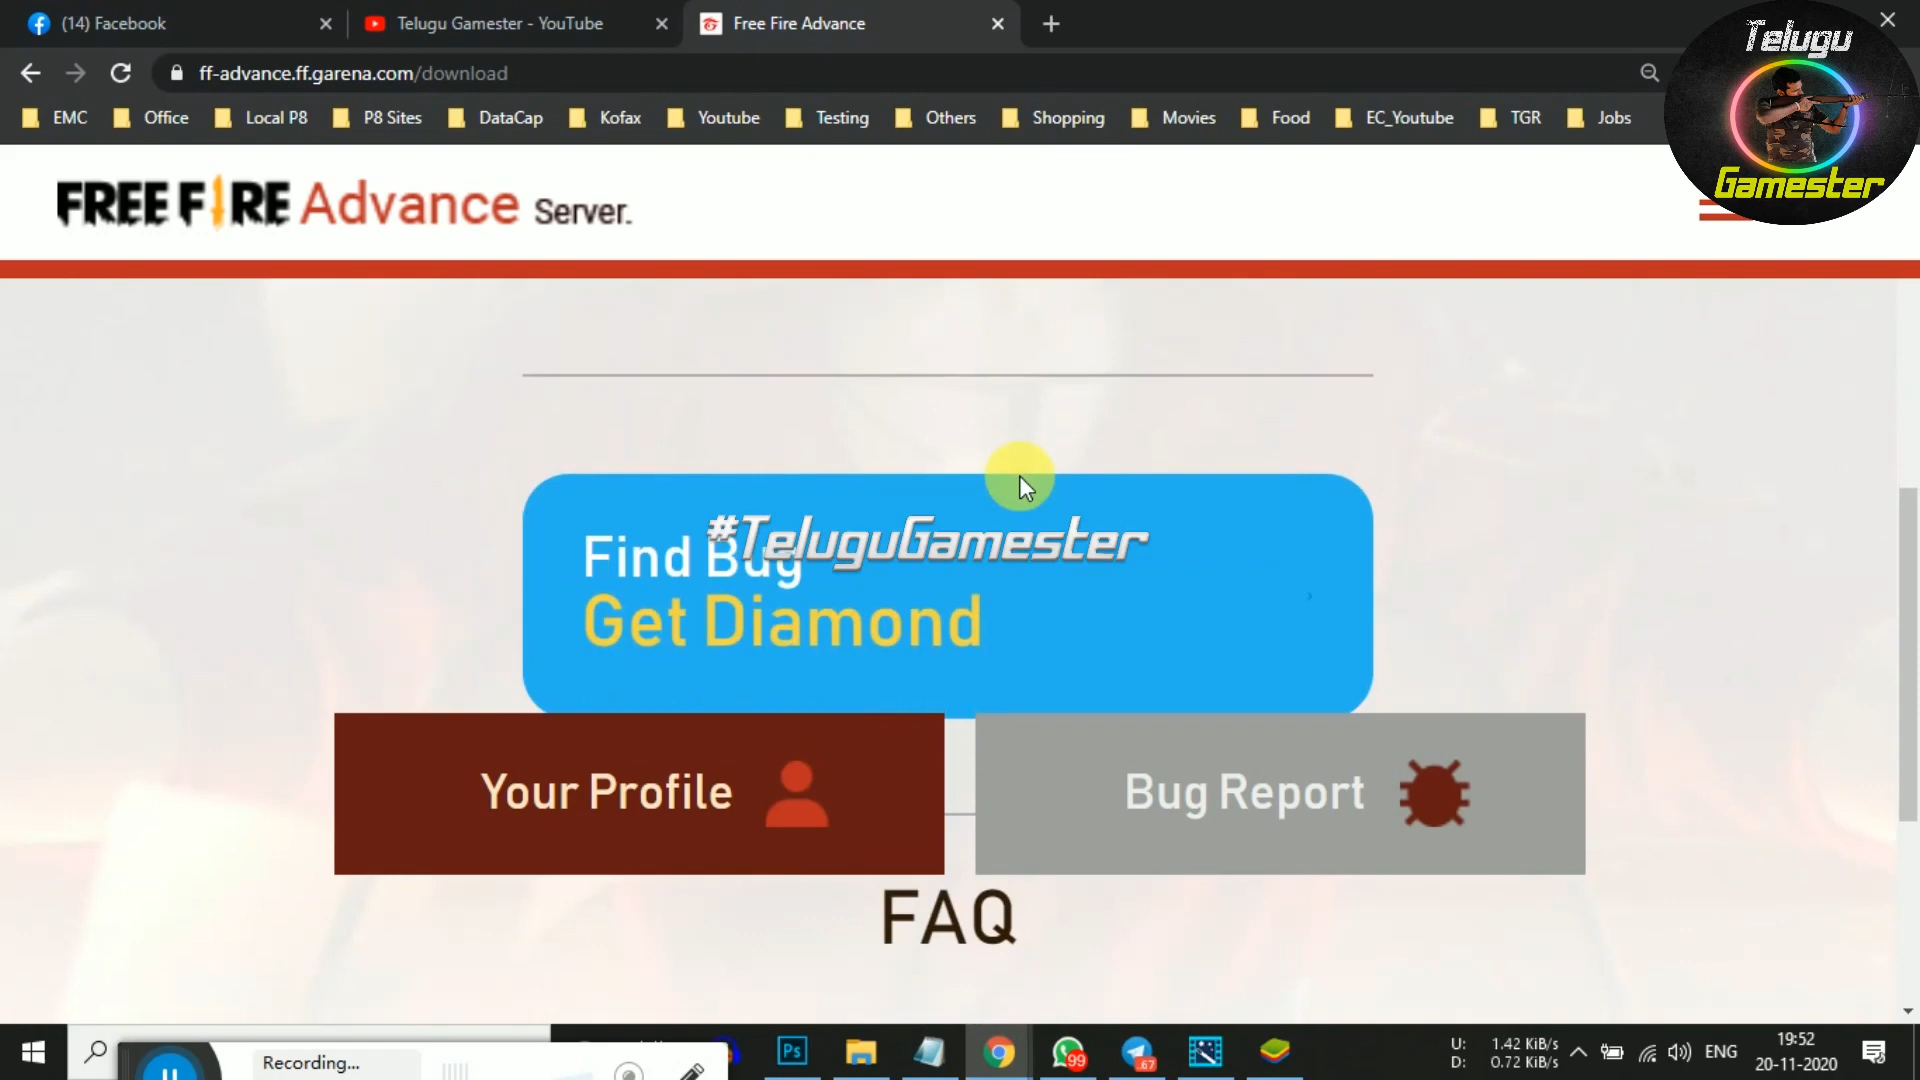 (14) Facebook
Telugu Gamester - YouTube
Free Fire Advance
Telugu
Gamester
ff-advance.ff.garena.com/download
EMC
Office
Local P8
P8 Sites
DataCap
Kofax
Youtube
Testing
Others
Shopping
Movies
Food
EC_Youtube
TGR
Jobs
FREE FIRE Advance Server.
#TeluguGamester
Find Bug
Get Diamond
Your Profile
Bug Report
FAQ
Recording...
Ps
99
67
U: 1.42 KiB/s
D: 0.72 KiB/s
ENG
19:52
20-11-2020